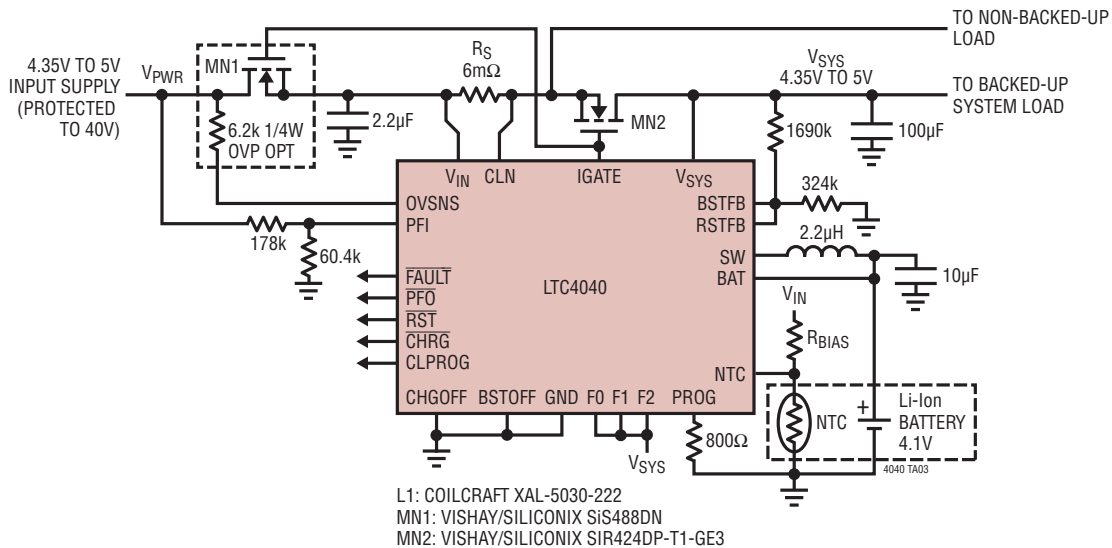 TO NON-BACKED-UP
LOAD
4.35V TO 5V
INPUT SUPPLY
(PROTECTED
TO 40V)
VPWR
MN1
RS
6mΩ
VSYS
4.35V TO 5V
TO BACKED-UP
SYSTEM LOAD
6.2k 1/4W
OVP OPT
2.2µF
MN2
1690k
100µF
VIN
CLN
IGATE
VSYS
OVSNS
PFI
BSTFB
RSTFB
324k
178k
60.4k
2.2µH
SW
BAT
10µF
FAULT
PFO
RST
CHRG
CLPROG
LTC4040
VIN
RBIAS
NTC
CHGOFF
BSTOFF
GND
F0
F1
F2
PROG
VSYS
800Ω
NTC
+
Li-Ion
BATTERY
4.1V
4040 TA03
L1: COILCRAFT XAL-5030-222
MN1: VISHAY/SILICONIX SiS488DN
MN2: VISHAY/SILICONIX SIR424DP-T1-GE3